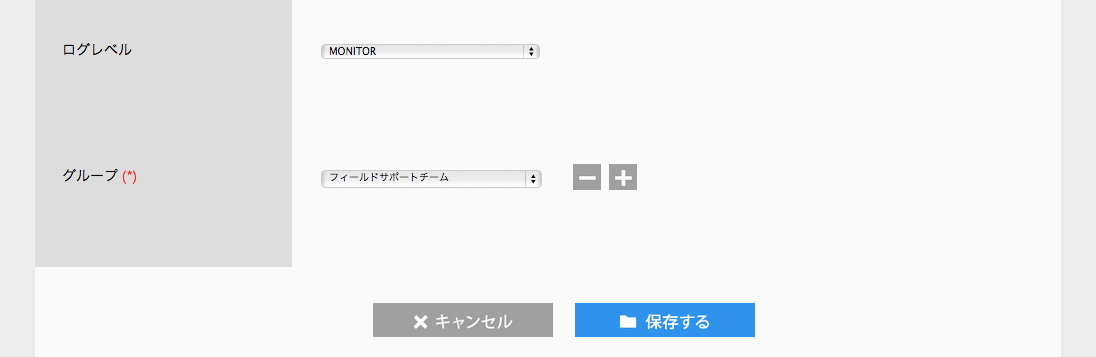 ログレベル
MONITOR
グループ (*)
フィールドサポートチーム
キャンセル
保存する